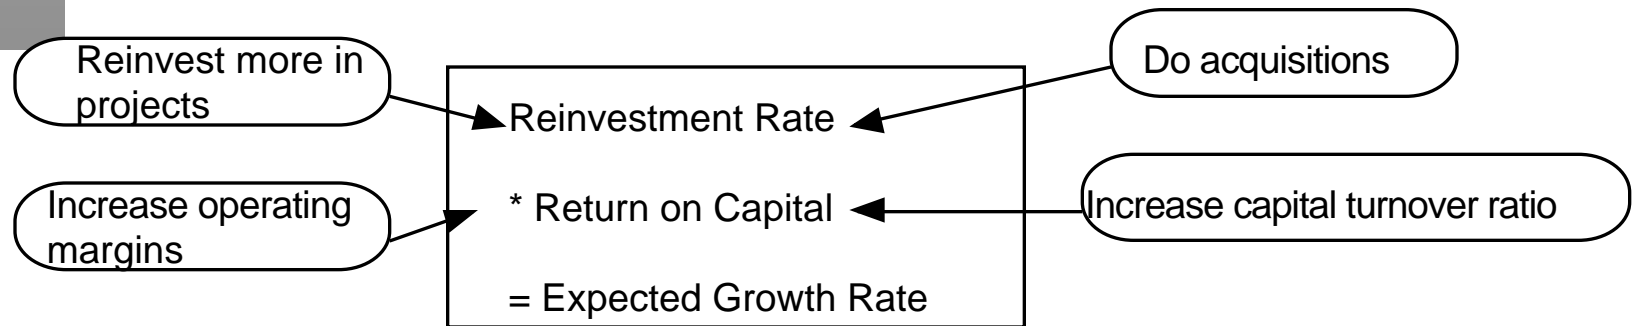 Reinvest more in
projects
Do acquisitions
Reinvestment Rate
Increase operating
margins
* Return on Capital
Increase capital turnover ratio
= Expected Growth Rate